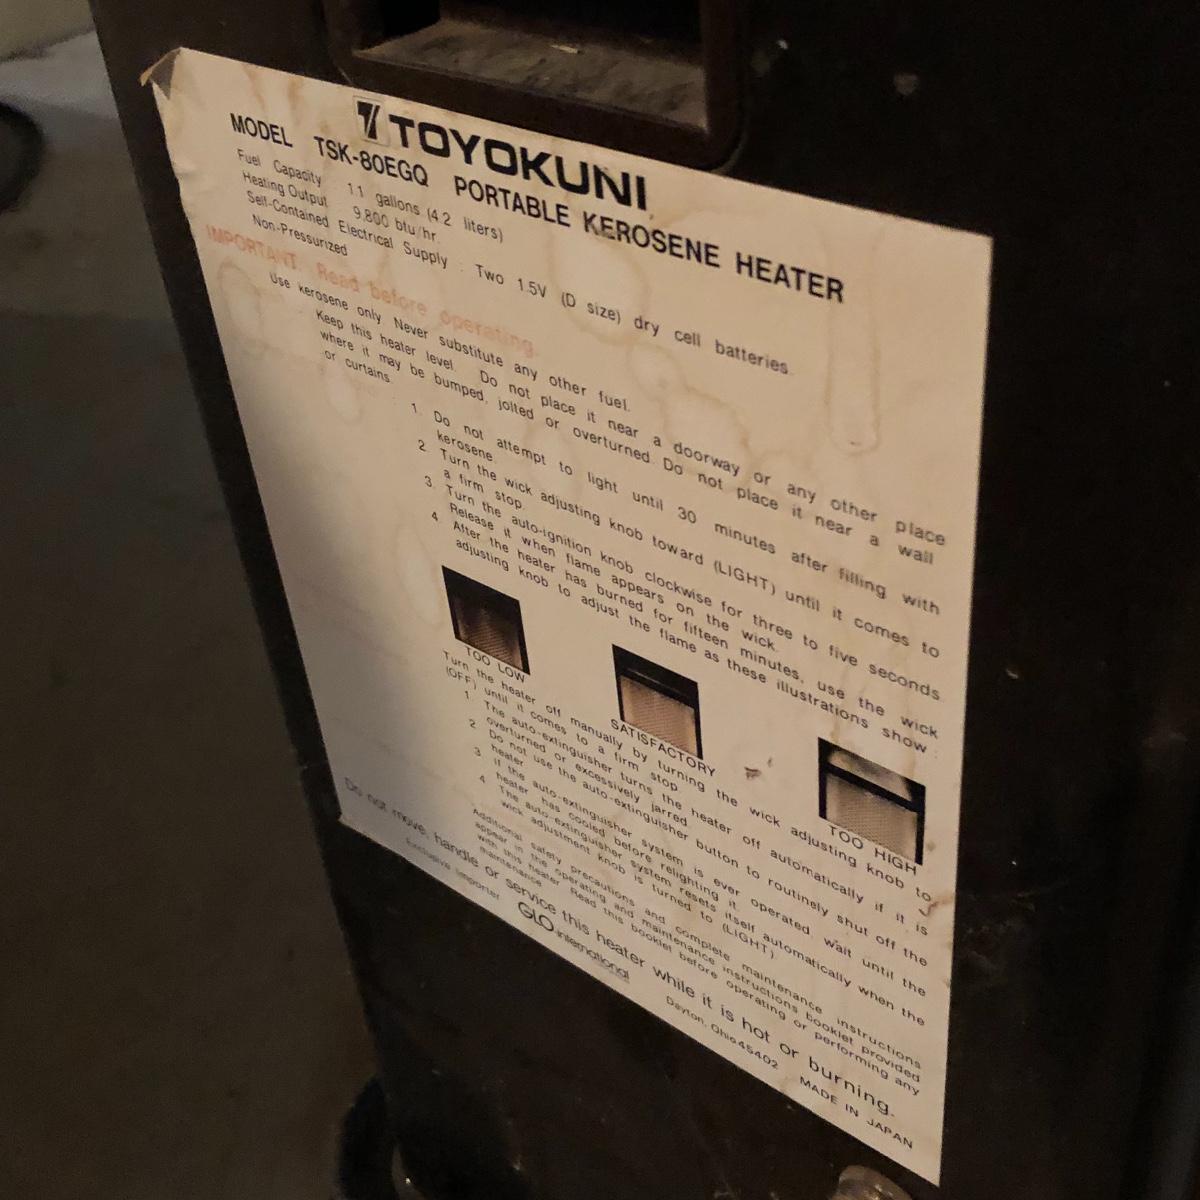 TOYOKUNI
MODEL TSK-80EGQ PORTABLE KEROSENE HEATER
Fuel Capacity : 1.1 gallons (4.2 liters)
Heating Output : 9,800 btu/hr.
Self-Contained Electrical Supply : Two 1.5V (D size) dry cell batteries.
Non-Pressurized
IMPORTANT: Read before operating.
Use kerosene only. Never substitute any other fuel.
Keep this heater level. Do not place it near a doorway or any other place
where it may be bumped, jolted or overturned. Do not place it near a wall
or curtains.
1. Do not attempt to light until 30 minutes after filling with
kerosene.
2. Turn the wick adjusting knob toward (LIGHT) until it comes to
a firm stop.
3. Turn the auto-ignition knob clockwise for three to five seconds.
Release it when flame appears on the wick.
4. After the heater has burned for fifteen minutes, use the wick
adjusting knob to adjust the flame as these illustrations show :
TOO LOW
SATISFACTORY
TOO HIGH
Turn the heater off manually by turning the wick adjusting knob to
(OFF) until it comes to a firm stop.
1. The auto-extinguisher turns the heater off automatically if it is
overturned or excessively jarred.
2. Do not use the auto-extinguisher button to routinely shut off the
heater.
3. If the auto-extinguisher system is ever operated, wait until the
heater has cooled before relighting it.
4. The auto-extinguisher system resets itself automatically when the
wick adjustment knob is turned to (LIGHT).
Additional safety precautions and complete maintenance instructions
appear in the operating and maintenance instructions booklet provided
with this heater. Read this booklet before operating or performing any
maintenance.
Do not move, handle or service this heater while it is hot or burning.
Exclusive Importer GLO international Dayton, Ohio 45402 MADE IN JAPAN